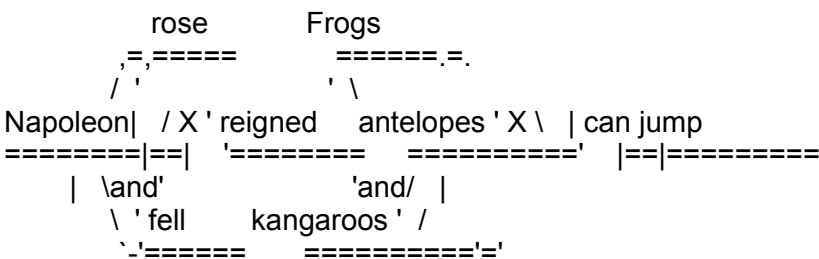 rose Frogs
,=,===== ======.=.
/ ' ' \
Napoleon| / X ' reigned antelopes ' X \ | can jump
========|==| '======== ==========' |==|=========
| \and' 'and/ |
\ ' fell kangaroos ' /
`-'====== =========='='